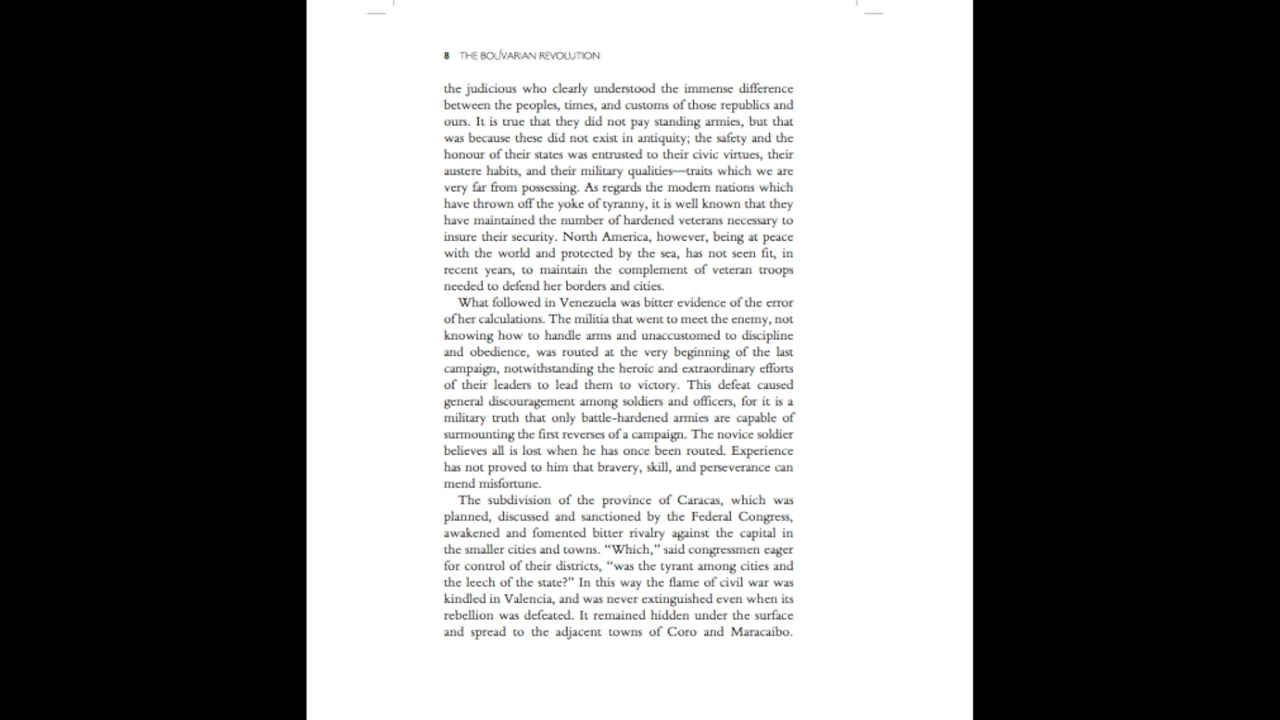 8 THE BOLÍVARIAN REVOLUTION
the judicious who clearly understood the immense difference
between the peoples, times, and customs of those republics and
ours. It is true that they did not pay standing armies, but that
was because these did not exist in antiquity; the safety and the
honour of their states was entrusted to their civic virtues, their
austere habits, and their military qualities—traits which we are
very far from possessing. As regards the modern nations which
have thrown off the yoke of tyranny, it is well known that they
have maintained the number of hardened veterans necessary to
insure their security. North America, however, being at peace
with the world and protected by the sea, has not seen fit, in
recent years, to maintain the complement of veteran troops
needed to defend her borders and cities.
What followed in Venezuela was bitter evidence of the error
of her calculations. The militia that went to meet the enemy, not
knowing how to handle arms and unaccustomed to discipline
and obedience, was routed at the very beginning of the last
campaign, notwithstanding the heroic and extraordinary efforts
of their leaders to lead them to victory. This defeat caused
general discouragement among soldiers and officers, for it is a
military truth that only battle-hardened armies are capable of
surmounting the first reverses of a campaign. The novice soldier
believes all is lost when he has once been routed. Experience
has not proved to him that bravery, skill, and perseverance can
mend misfortune.
The subdivision of the province of Caracas, which was
planned, discussed and sanctioned by the Federal Congress,
awakened and fomented bitter rivalry against the capital in
the smaller cities and towns. “Which,” said congressmen eager
for control of their districts, “was the tyrant among cities and
the leech of the state?” In this way the flame of civil war was
kindled in Valencia, and was never extinguished even when its
rebellion was defeated. It remained hidden under the surface
and spread to the adjacent towns of Coro and Maracaibo.